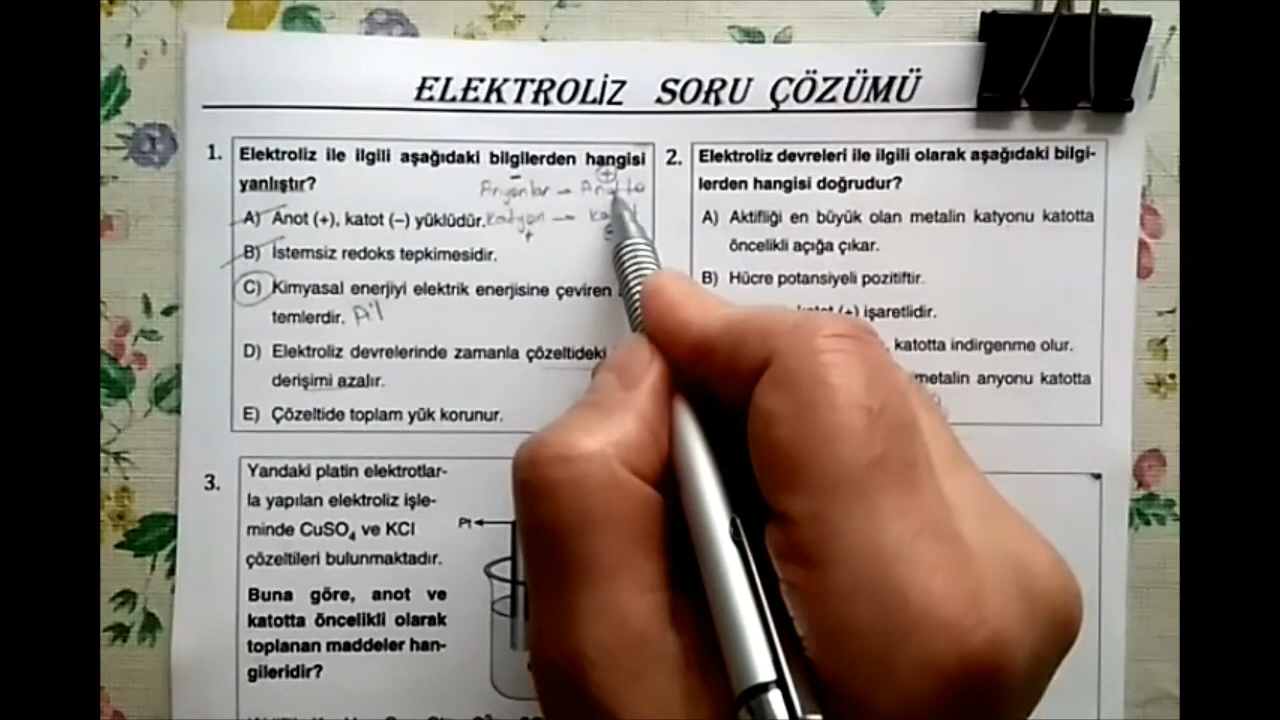 ELEKTROLİZ SORU ÇÖZÜMÜ
1. Elektroliz ile ilgili aşağıdaki bilgilerden hangisi
yanlıştır?
Anyonlar → Anot
A) Anot (+), katot (–) yüklüdür.
Katyon →
+
B) İstemsiz redoks tepkimesidir.
C) Kimyasal enerjiyi elektrik enerjisine çeviren
temlerdir.
D) Elektroliz devrelerinde zamanla çözeltideki
derişimi azalır.
E) Çözeltide toplam yük korunur.
2. Elektroliz devreleri ile ilgili olarak aşağıdaki bilgi-
lerden hangisi doğrudur?
A) Aktifliği en büyük olan metalin katyonu katotta
öncelikli açığa çıkar.
B) Hücre potansiyeli pozitiftir.
(+) işaretlidir.
katotta indirgenme olur.
metalin anyonu katotta
3. Yandaki platin elektrotlar-
la yapılan elektroliz işle-
minde CuSO₄ ve KCl
çözeltileri bulunmaktadır.
Pt
Buna göre, anot ve
katotta öncelikli olarak
toplanan maddeler han-
gileridir?